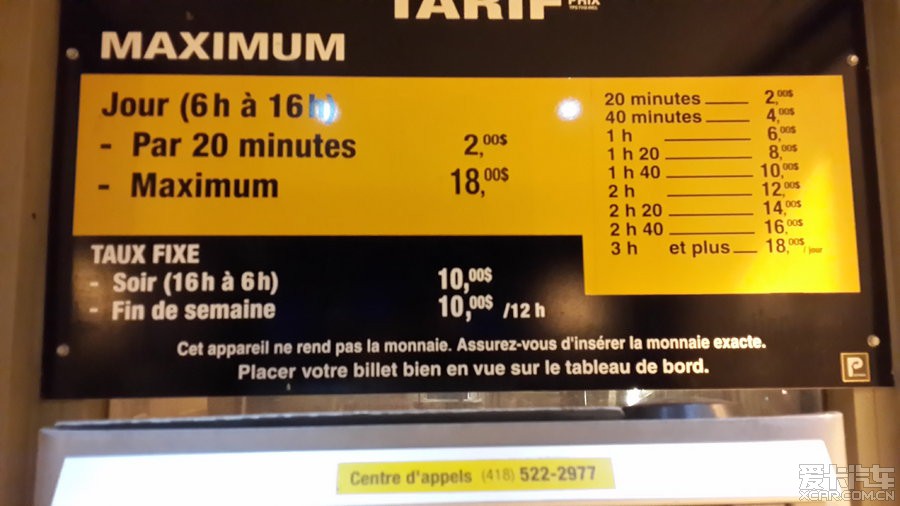 TARIF
MAXIMUM
Jour (6h à 16h)
- Par 20 minutes 2,00$
- Maximum 18,00$
20 minutes 2,00$
40 minutes 4,00$
1 h 6,00$
1 h 20 8,00$
1 h 40 10,00$
2 h 12,00$
2 h 20 14,00$
2 h 40 16,00$
3 h et plus 18,00$ / jour
TAUX FIXE
- Soir (16h à 6h) 10,00$
- Fin de semaine 10,00$ /12 h
Cet appareil ne rend pas la monnaie. Assurez-vous d'insérer la monnaie exacte.
Placer votre billet bien en vue sur le tableau de bord.
P
Centre d'appels (418) 522-2977
爱卡汽车
XCAR.COM.CN